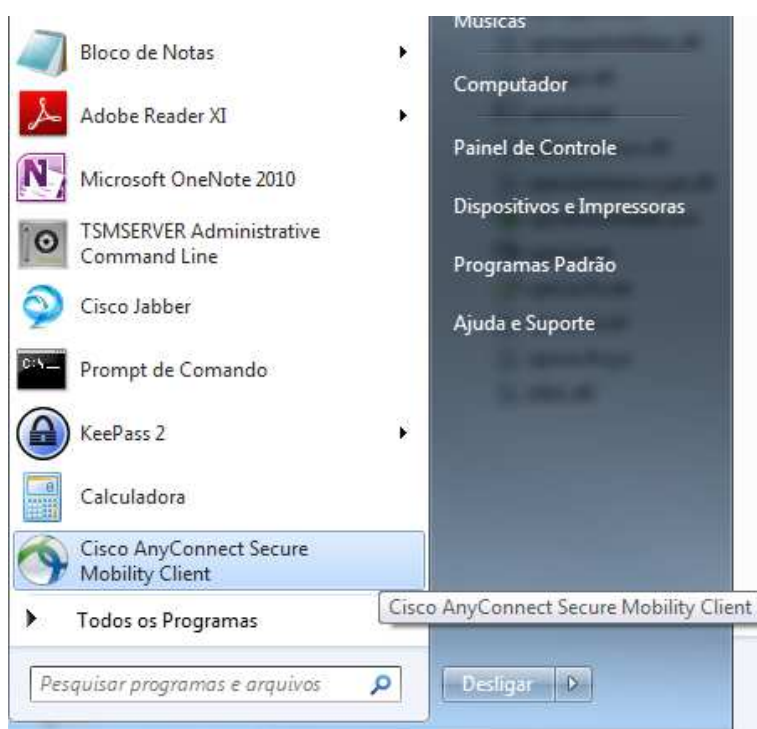 Bloco de Notas
Adobe Reader XI
Microsoft OneNote 2010
TSMSERVER Administrative
Command Line
Cisco Jabber
C:\
Prompt de Comando
KeePass 2
Calculadora
Cisco AnyConnect Secure
Mobility Client
Todos os Programas
Pesquisar programas e arquivos
Músicas
Computador
Painel de Controle
Dispositivos e Impressoras
Programas Padrão
Ajuda e Suporte
Cisco AnyConnect Secure Mobility Client
Desligar